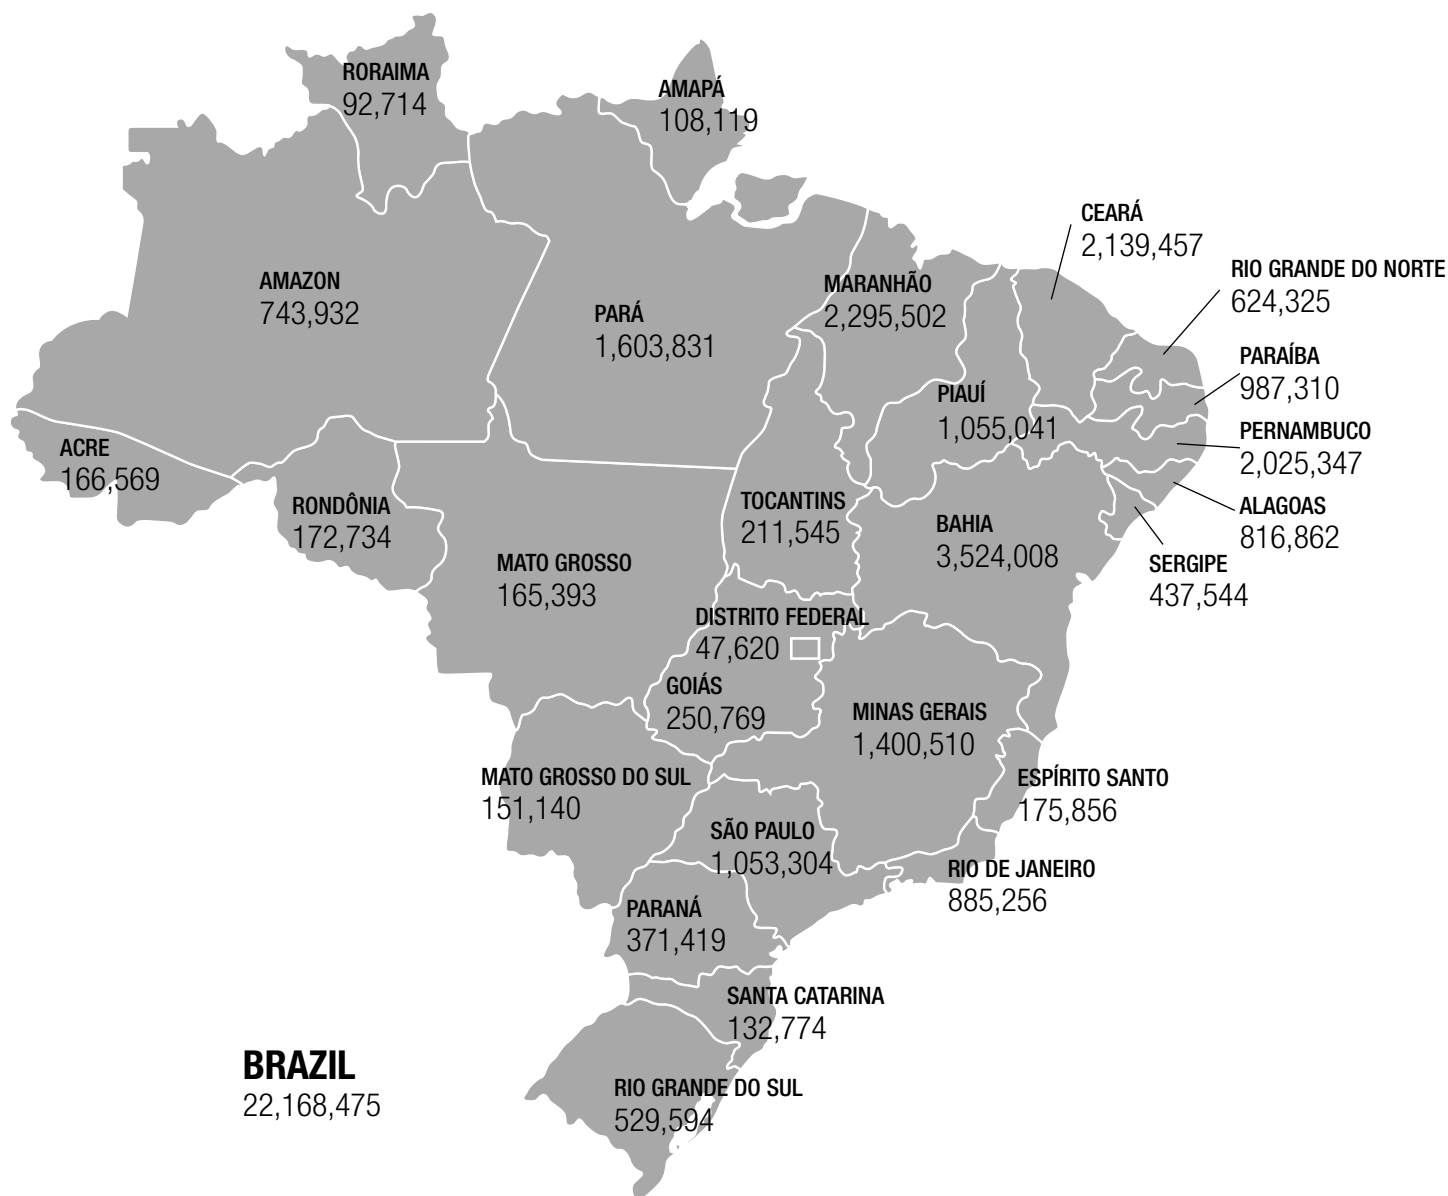 RORAIMA
92,714
AMAPÁ
108,119
CEARÁ
2,139,457
RIO GRANDE DO NORTE
624,325
AMAZON
743,932
PARÁ
1,603,831
MARANHÃO
2,295,502
PARAÍBA
987,310
PIAUÍ
1,055,041
PERNAMBUCO
2,025,347
ACRE
166,569
RONDÔNIA
172,734
TOCANTINS
211,545
BAHIA
3,524,008
ALAGOAS
816,862
SERGIPE
437,544
MATO GROSSO
165,393
DISTRITO FEDERAL
47,620
GOIÁS
250,769
MINAS GERAIS
1,400,510
MATO GROSSO DO SUL
151,140
ESPÍRITO SANTO
175,856
SÃO PAULO
1,053,304
RIO DE JANEIRO
885,256
PARANÁ
371,419
SANTA CATARINA
132,774
BRAZIL
22,168,475
RIO GRANDE DO SUL
529,594